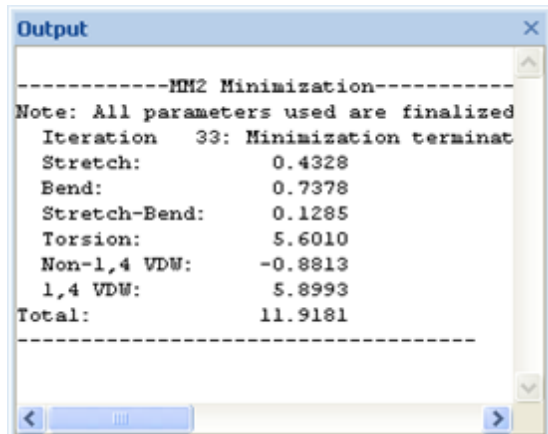 Output
------------MM2 Minimization-----------
Note: All parameters used are finalized
Iteration 33: Minimization terminat
Stretch: 0.4328
Bend: 0.7378
Stretch-Bend: 0.1285
Torsion: 5.6010
Non-1,4 VDW: -0.8813
1,4 VDW: 5.8993
Total: 11.9181
------------------------------------